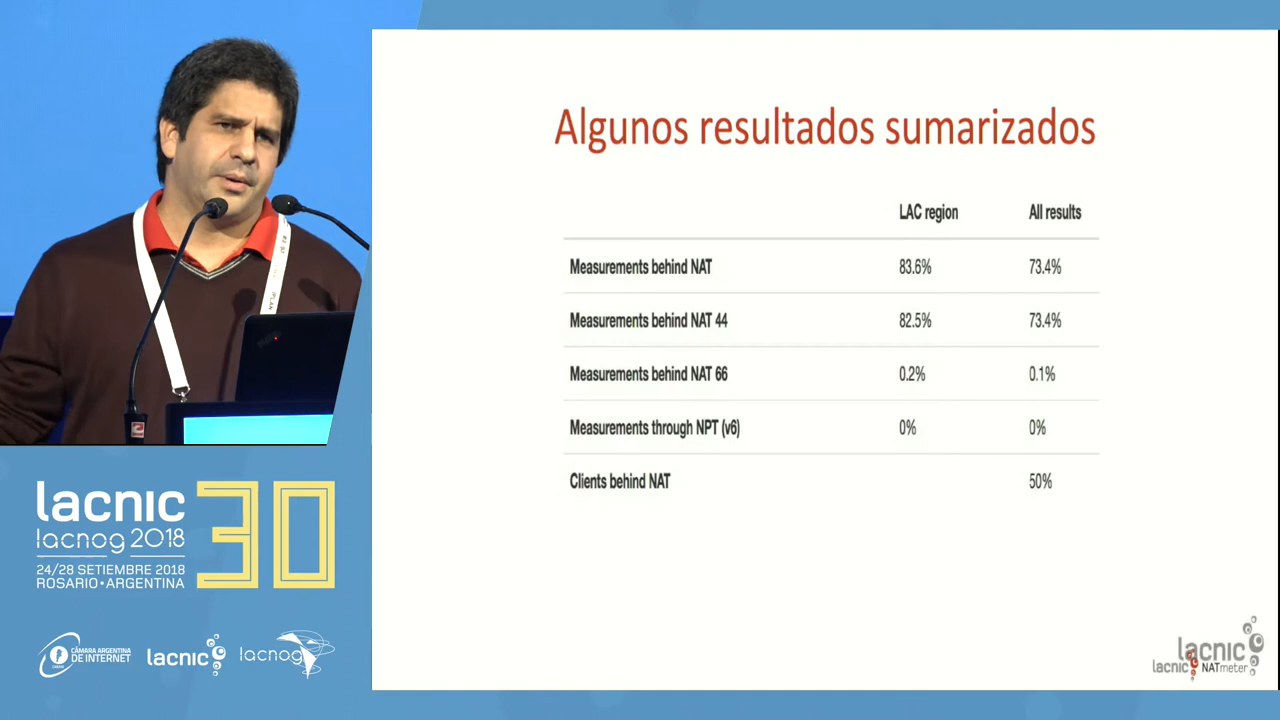 Algunos resultados sumarizados
LAC region All results
Measurements behind NAT 83.6% 73.4%
Measurements behind NAT 44 82.5% 73.4%
Measurements behind NAT 66 0.2% 0.1%
Measurements through NPT (v6) 0% 0%
Clients behind NAT 50%
lacnic
lacnic NATmeter
IPLAN
lacnic 30
lacnog 2018
24/28 SETIEMBRE 2018
ROSARIO•ARGENTINA
CÁMARA ARGENTINA
DE INTERNET
lacnic
lacnog